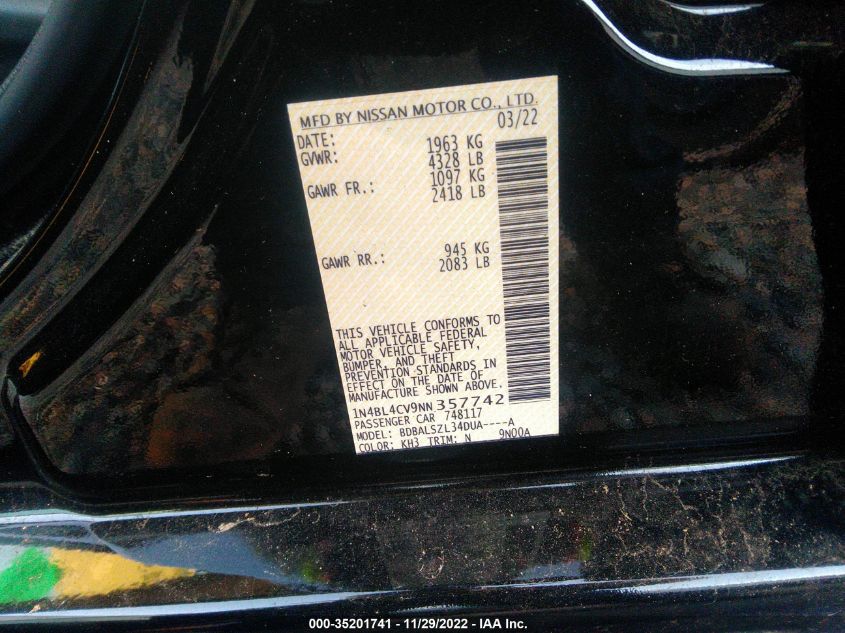 MFD BY NISSAN MOTOR CO., LTD.
DATE: 03/22
GVWR: 1963 KG
4328 LB
GAWR FR.: 1097 KG
2418 LB
GAWR RR.: 945 KG
2083 LB
THIS VEHICLE CONFORMS TO
ALL APPLICABLE FEDERAL
MOTOR VEHICLE SAFETY,
BUMPER, AND THEFT
PREVENTION STANDARDS IN
EFFECT ON THE DATE OF
MANUFACTURE SHOWN ABOVE.
1N4BL4CV9NN357742
PASSENGER CAR 748117
MODEL: BDBALSZL34DUA----A
COLOR: KH3 TRIM: N 9N00A
000-35201741 - 11/29/2022 - IAA Inc.